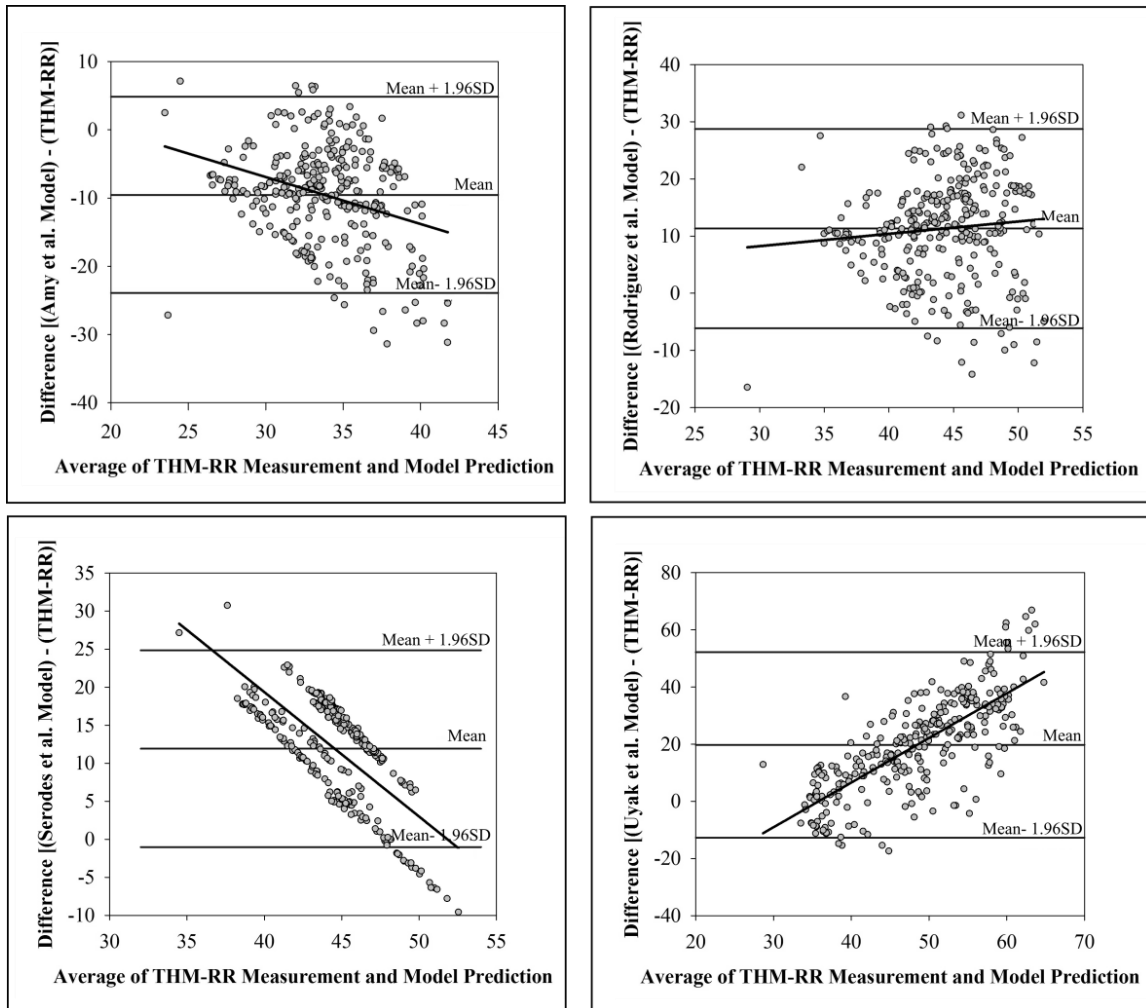 Difference [(Amy et al. Model) - (THM-RR)]
10
0
-10
-20
-30
-40
Mean + 1.96SD
Mean
Mean- 1.96SD
20
25
30
35
40
45
Average of THM-RR Measurement and Model Prediction
Difference [(Rodriguez et al. Model) - (THM-RR)]
40
30
20
10
0
-10
-20
Mean + 1.96SD
Mean
Mean- 1.96SD
25
30
35
40
45
50
55
Average of THM-RR Measurement and Model Prediction
Difference [(Serodes et al. Model) - (THM-RR)]
35
30
25
20
15
10
5
0
-5
-10
Mean + 1.96SD
Mean
Mean- 1.96SD
30
35
40
45
50
55
Average of THM-RR Measurement and Model Prediction
Difference [(Uyak et al. Model) - (THM-RR)]
80
60
40
20
0
-20
-40
Mean + 1.96SD
Mean
Mean- 1.96SD
20
30
40
50
60
70
Average of THM-RR Measurement and Model Prediction